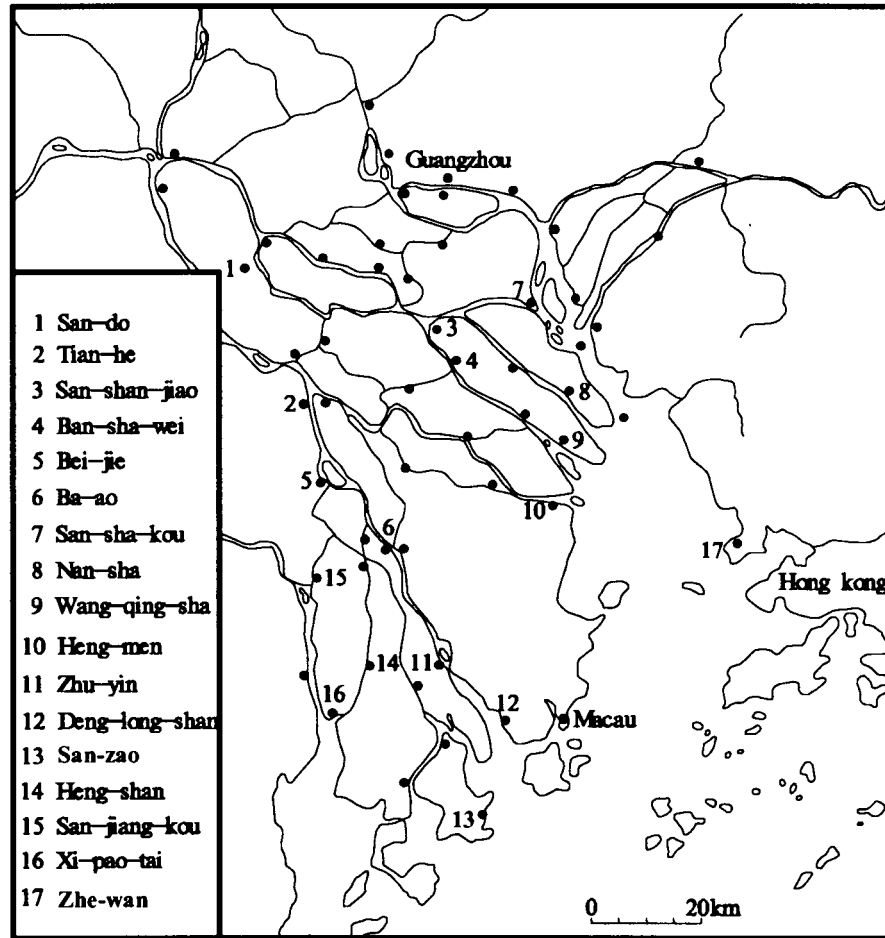 Guangzhou
1
7
3
4
2
8
9
5
10
6
17
Hong kong
15
14
11
16
12
Macau
13
0
20km
1 San-do
2 Tian-he
3 San-shan-jiao
4 Ban-sha-wei
5 Bei-jie
6 Ba-ao
7 San-sha-kou
8 Nan-sha
9 Wang-qing-sha
10 Heng-men
11 Zhu-yin
12 Deng-long-shan
13 San-zao
14 Heng-shan
15 San-jiang-kou
16 Xi-pao-tai
17 Zhe-wan